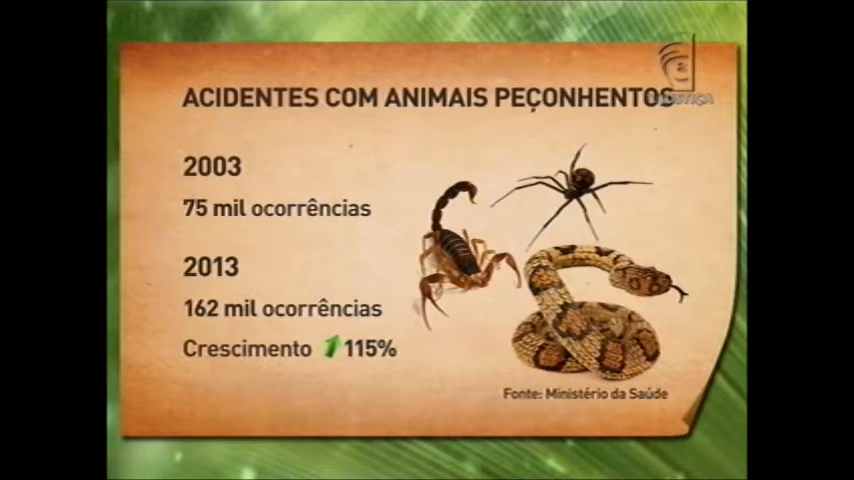 ACIDENTES COM ANIMAIS PEÇONHENTOS
2003
75 mil ocorrências
2013
162 mil ocorrências
Crescimento 115%
Fonte: Ministério da Saúde